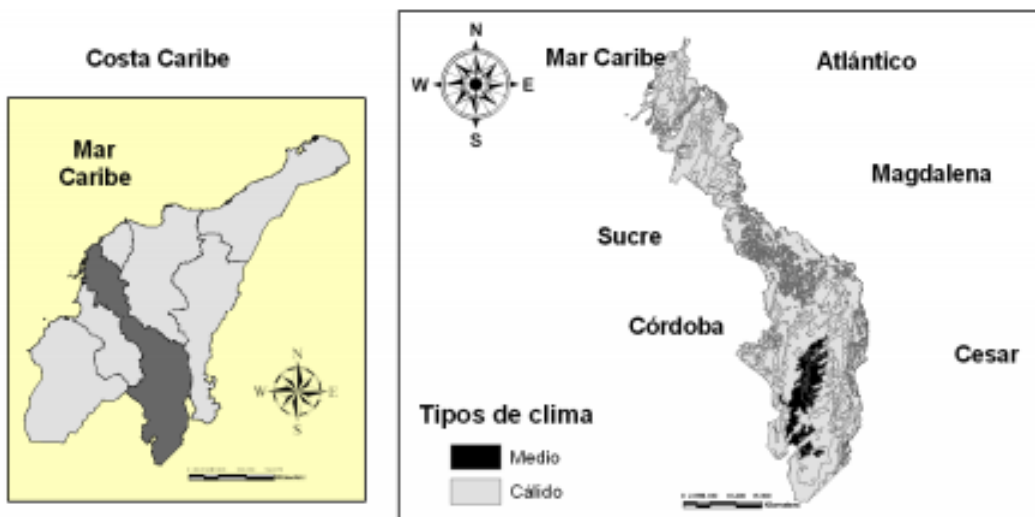 Costa Caribe
Mar
Caribe
N
W E
S
N
W E
S
Mar Caribe
Atlántico
Magdalena
Sucre
Córdoba
Cesar
Tipos de clima
Medio
Cálido